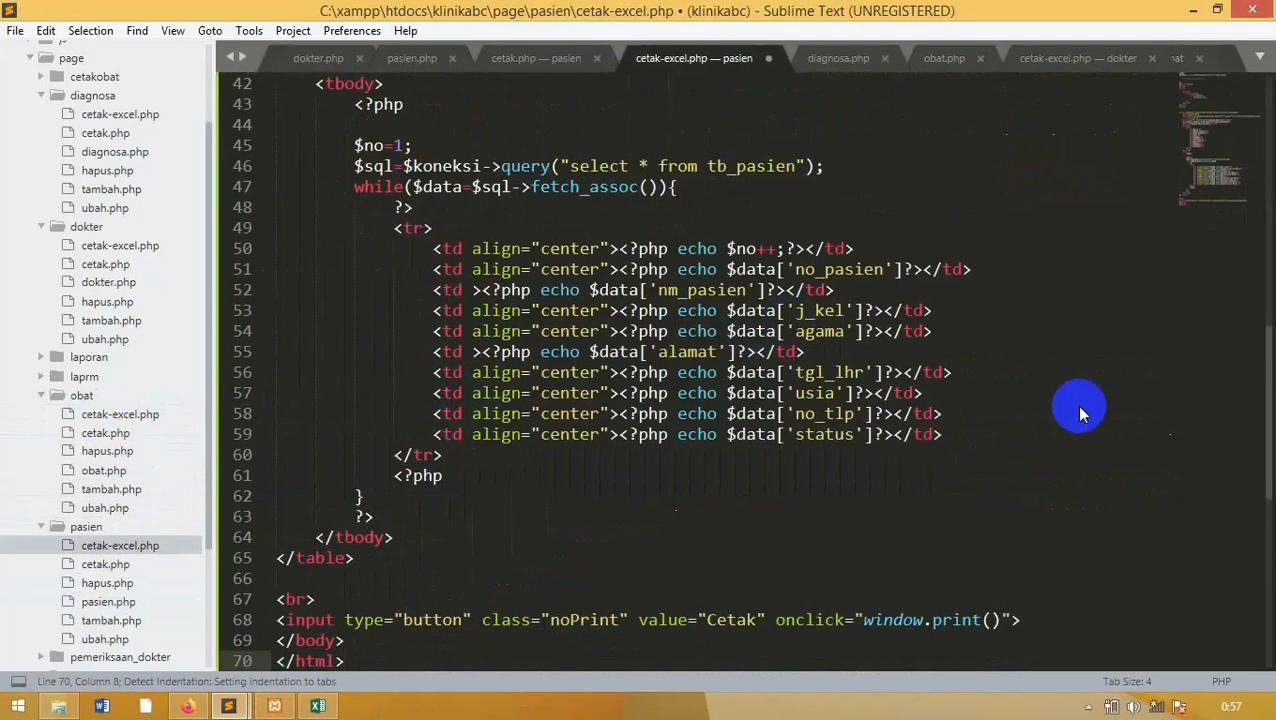 C:\xampp\htdocs\klinikabc\page\pasien\cetak-excel.php • (klinikabc) - Sublime Text (UNREGISTERED)
File Edit Selection Find View Goto Tools Project Preferences Help
page
cetakobat
diagnosa
cetak-excel.php
cetak.php
diagnosa.php
hapus.php
tambah.php
ubah.php
dokter
cetak-excel.php
cetak.php
dokter.php
hapus.php
tambah.php
ubah.php
laporan
laprm
obat
cetak-excel.php
cetak.php
hapus.php
obat.php
tambah.php
ubah.php
pasien
cetak-excel.php
cetak.php
hapus.php
pasien.php
tambah.php
ubah.php
pemeriksaan_dokter
dokter.php pasien.php cetak.php — pasien cetak-excel.php — pasien diagnosa.php obat.php cetak-excel.php — dokter
42 <tbody>
43 <?php
44
45 $no=1;
46 $sql=$koneksi->query("select * from tb_pasien");
47 while($data=$sql->fetch_assoc()){
48 ?>
49 <tr>
50 <td align="center"><?php echo $no++;?></td>
51 <td align="center"><?php echo $data['no_pasien']?></td>
52 <td ><?php echo $data['nm_pasien']?></td>
53 <td align="center"><?php echo $data['j_kel']?></td>
54 <td align="center"><?php echo $data['agama']?></td>
55 <td ><?php echo $data['alamat']?></td>
56 <td align="center"><?php echo $data['tgl_lhr']?></td>
57 <td align="center"><?php echo $data['usia']?></td>
58 <td align="center"><?php echo $data['no_tlp']?></td>
59 <td align="center"><?php echo $data['status']?></td>
60 </tr>
61 <?php
62 }
63 ?>
64 </tbody>
65 </table>
66
67 <br>
68 <input type="button" class="noPrint" value="Cetak" onclick="window.print()">
69 </body>
70 </html>
Line 70, Column 8; Detect Indentation: Setting indentation to tabs Tab Size: 4 PHP
0:57